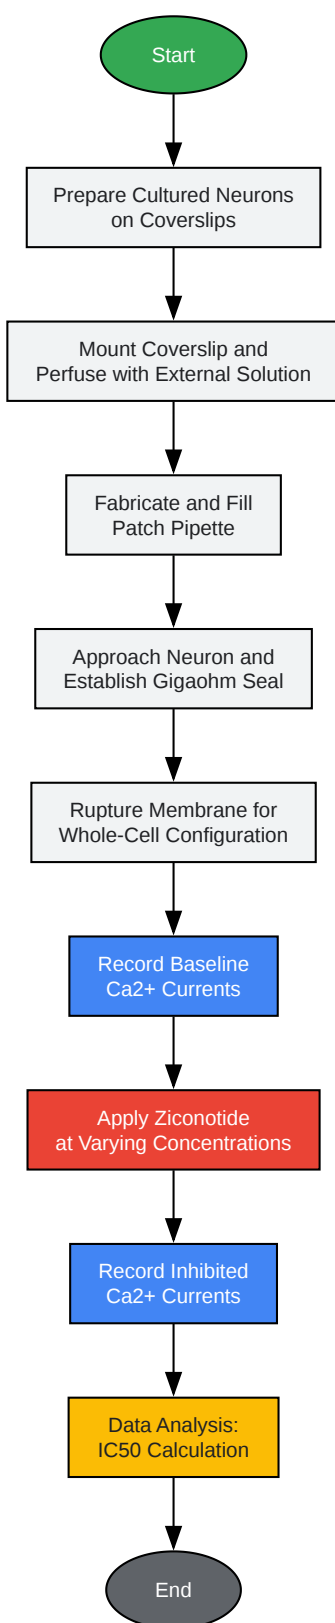 Start
Prepare Cultured Neurons
on Coverslips
Mount Coverslip and
Perfuse with External Solution
Fabricate and Fill
Patch Pipette
Approach Neuron and
Establish Gigaohm Seal
Rupture Membrane for
Whole-Cell Configuration
Record Baseline
Ca2+ Currents
Apply Ziconotide
at Varying Concentrations
Record Inhibited
Ca2+ Currents
Data Analysis:
IC50 Calculation
End